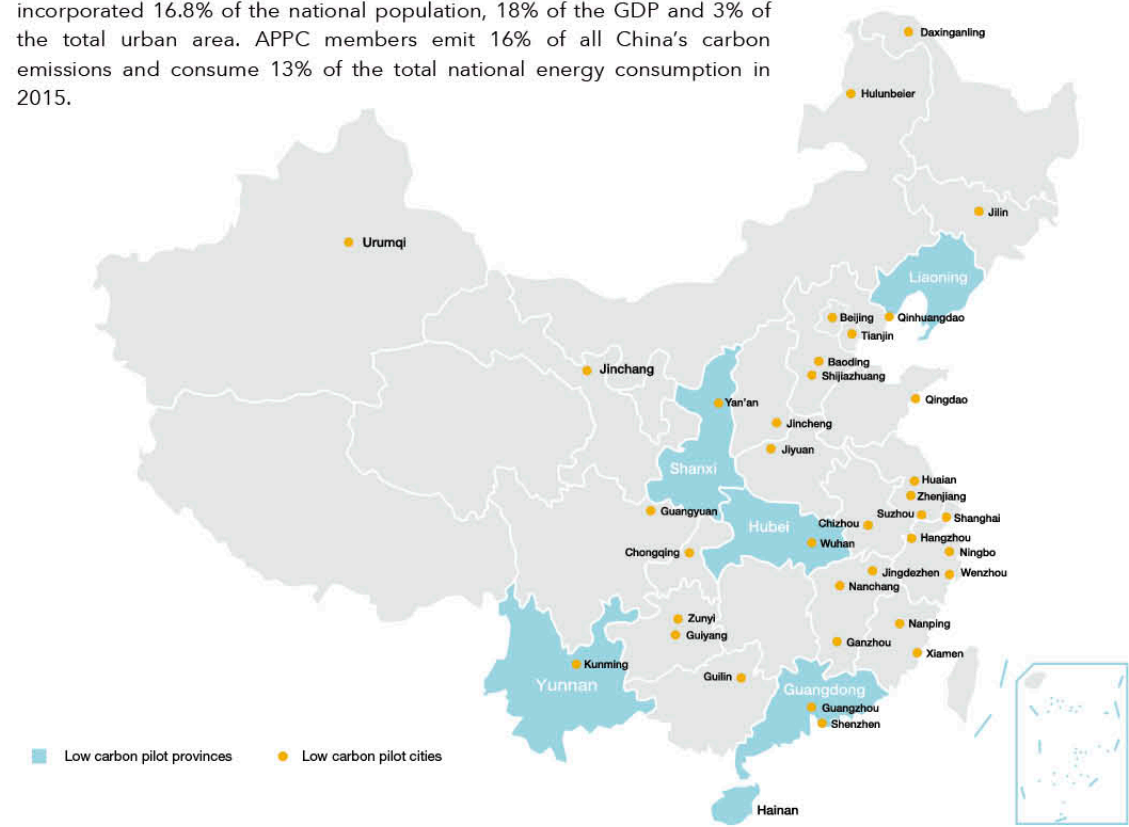 incorporated 16.8% of the national population, 18% of the GDP and 3% of
the total urban area. APPC members emit 16% of all China's carbon
emissions and consume 13% of the total national energy consumption in
2015.
Daxinganling
Hulunbeier
Jilin
Urumqi
Liaoning
Beijing
Qinhuangdao
Tianjin
Baoding
Jinchang
Shijiazhuang
Yan'an
Qingdao
Jincheng
Jiyuan
Shanxi
Huaian
Zhenjiang
Guangyuan
Suzhou
Shanghai
Hubei
Chizhou
Wuhan
Hangzhou
Chongqing
Ningbo
Jingdezhen
Wenzhou
Nanchang
Zunyi
Nanping
Guiyang
Ganzhou
Xiamen
Kunming
Yunnan
Guilin
Guangdong
Guangzhou
Shenzhen
Low carbon pilot provinces
Low carbon pilot cities
Hainan